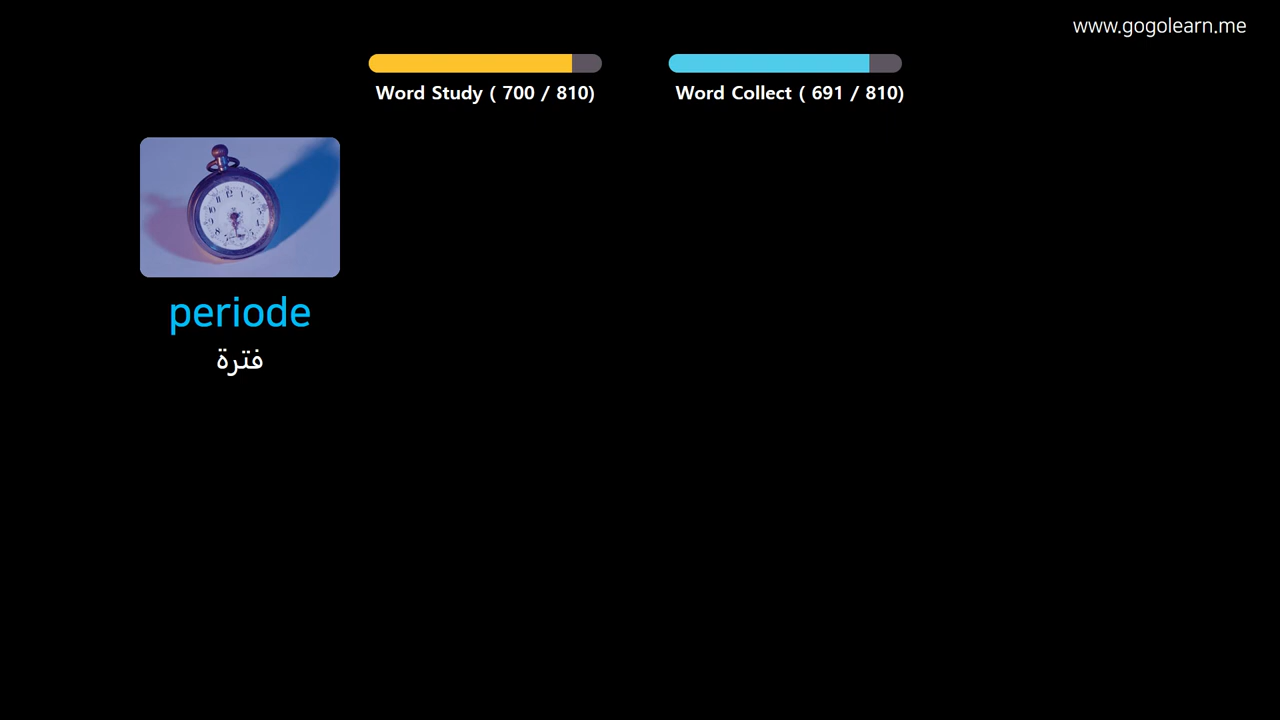 www.gogolearn.me
Word Study ( 700 / 810)
Word Collect ( 691 / 810)
periode
فترة